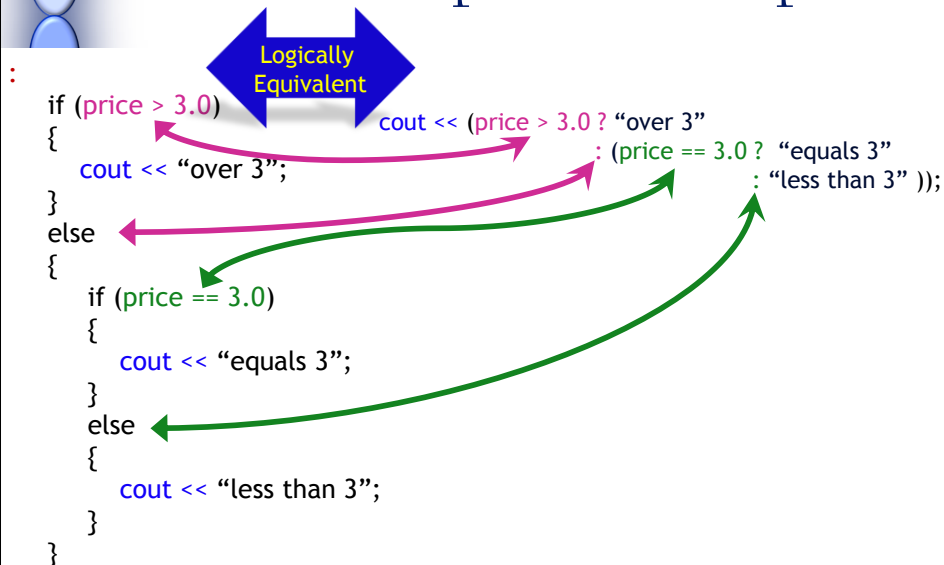 Logically
Equivalent
:
if (price > 3.0)
{
cout << “over 3”;
}
else
{
if (price == 3.0)
{
cout << “equals 3”;
}
else
{
cout << “less than 3”;
}
}
cout << (price > 3.0 ? “over 3”
: (price == 3.0 ? “equals 3”
: “less than 3” ));